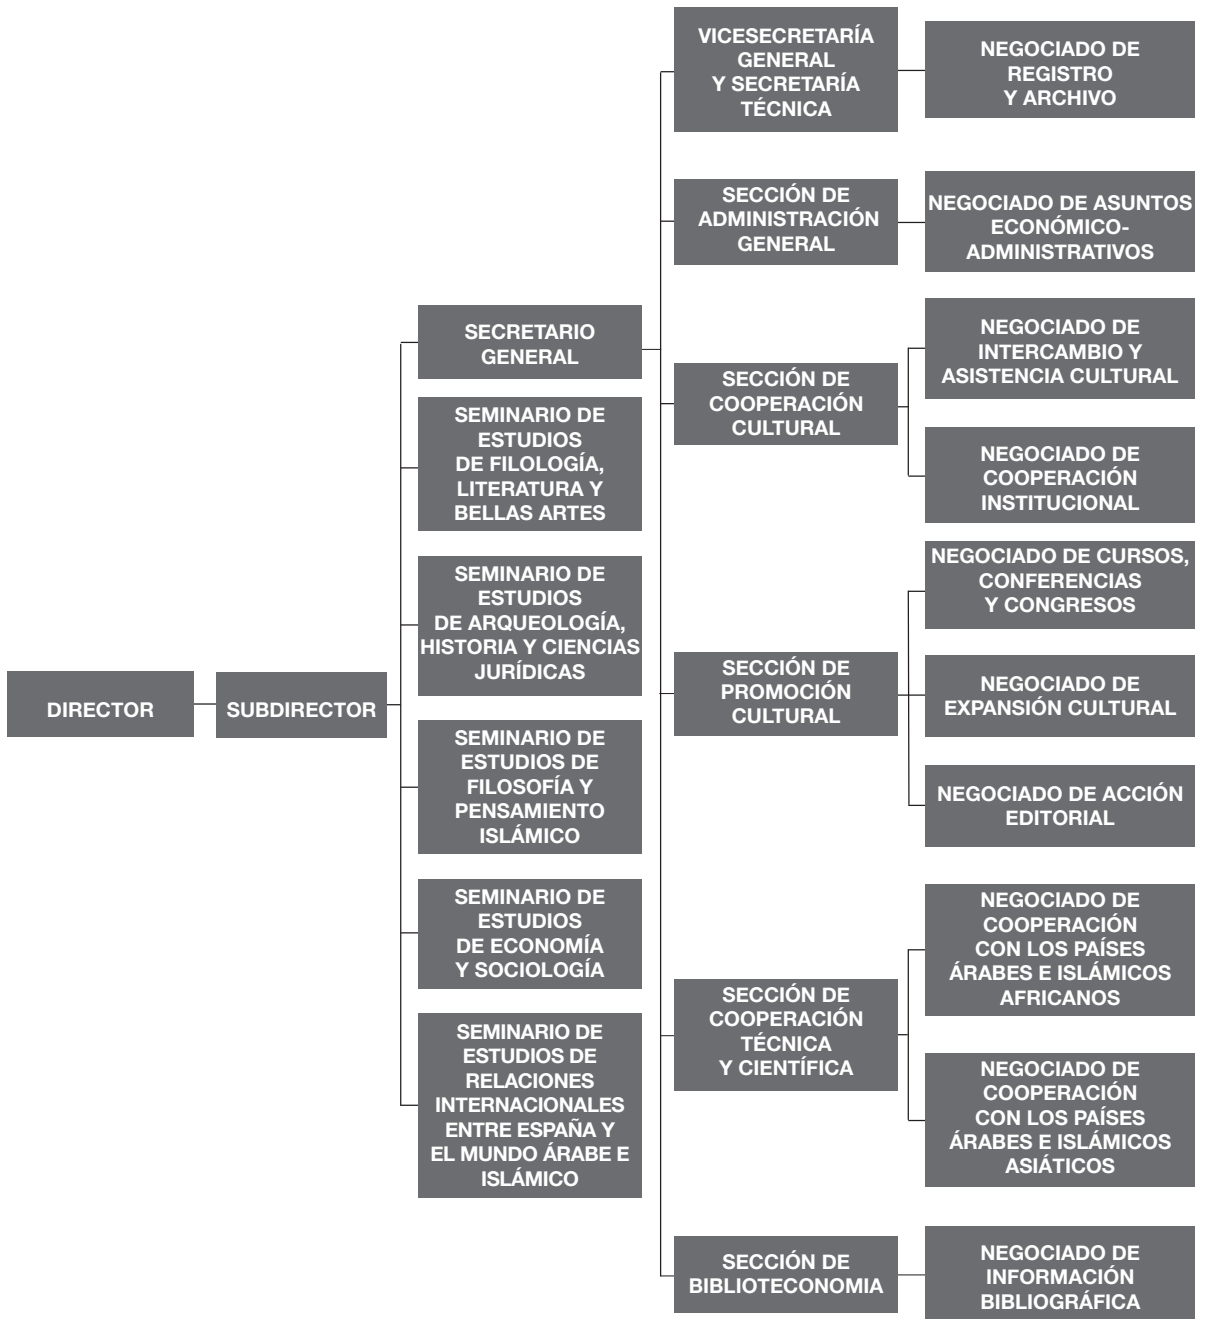 DIRECTOR
SUBDIRECTOR
SECRETARIO
GENERAL
SEMINARIO DE
ESTUDIOS
DE FILOLOGÍA,
LITERATURA Y
BELLAS ARTES
SEMINARIO DE
ESTUDIOS
DE ARQUEOLOGÍA,
HISTORIA Y CIENCIAS
JURÍDICAS
SEMINARIO DE
ESTUDIOS DE
FILOSOFÍA Y
PENSAMIENTO
ISLÁMICO
SEMINARIO DE
ESTUDIOS
DE ECONOMÍA
Y SOCIOLOGÍA
SEMINARIO DE
ESTUDIOS DE
RELACIONES
INTERNACIONALES
ENTRE ESPAÑA Y
EL MUNDO ÁRABE E
ISLÁMICO
VICESECRETARÍA
GENERAL
Y SECRETARÍA
TÉCNICA
NEGOCIADO DE
REGISTRO
Y ARCHIVO
SECCIÓN DE
ADMINISTRACIÓN
GENERAL
NEGOCIADO DE ASUNTOS
ECONÓMICO-
ADMINISTRATIVOS
SECCIÓN DE
COOPERACIÓN
CULTURAL
NEGOCIADO DE
INTERCAMBIO Y
ASISTENCIA CULTURAL
NEGOCIADO DE
COOPERACIÓN
INSTITUCIONAL
SECCIÓN DE
PROMOCIÓN
CULTURAL
NEGOCIADO DE CURSOS,
CONFERENCIAS
Y CONGRESOS
NEGOCIADO DE
EXPANSIÓN CULTURAL
NEGOCIADO DE ACCIÓN
EDITORIAL
SECCIÓN DE
COOPERACIÓN
TÉCNICA
Y CIENTÍFICA
NEGOCIADO DE
COOPERACIÓN
CON LOS PAÍSES
ÁRABES E ISLÁMICOS
AFRICANOS
NEGOCIADO DE
COOPERACIÓN
CON LOS PAÍSES
ÁRABES E ISLÁMICOS
ASIÁTICOS
SECCIÓN DE
BIBLIOTECONOMIA
NEGOCIADO DE
INFORMACIÓN
BIBLIOGRÁFICA